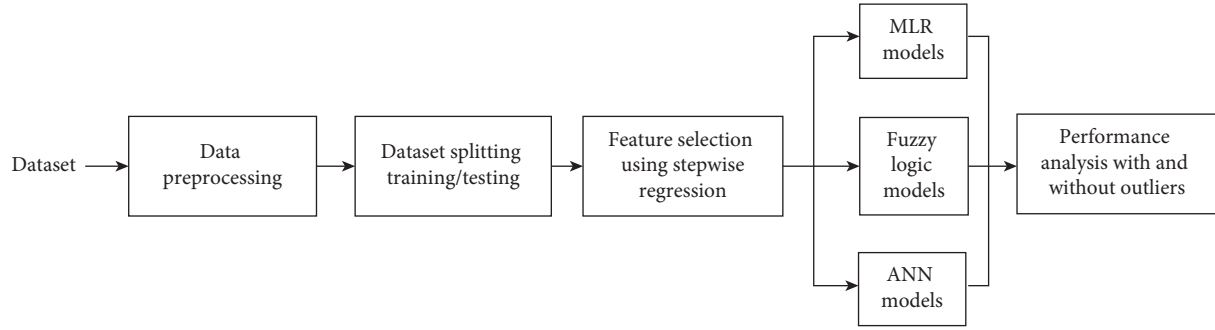 Dataset
Data
preprocessing
Dataset splitting
training/testing
Feature selection
using stepwise
regression
MLR
models
Fuzzy
logic
models
ANN
models
Performance
analysis with and
without outliers